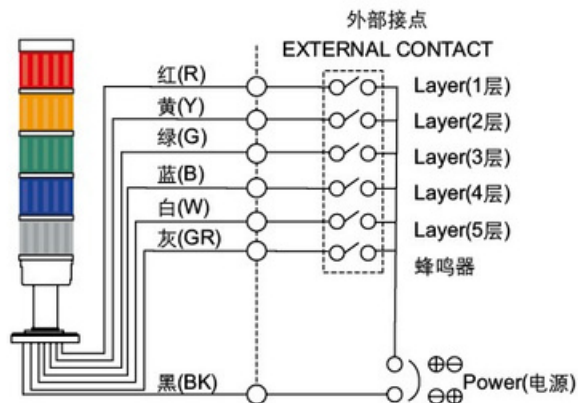 外部接点
EXTERNAL CONTACT
红(R)
Layer(1层)
黄(Y)
Layer(2层)
绿(G)
Layer(3层)
蓝(B)
Layer(4层)
白(W)
Layer(5层)
灰(GR)
蜂鸣器
⊕⊖
黑(BK)
Power(电源)
⊖⊕